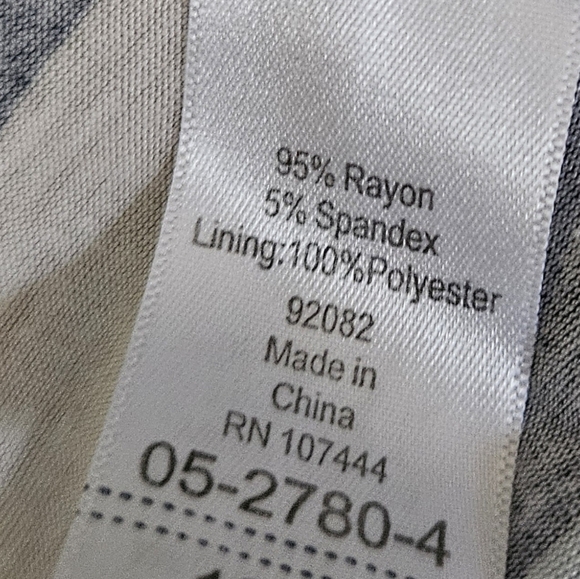 95% Rayon
5% Spandex
Lining:100%Polyester
92082
Made in
China
RN 107444
05-2780-4